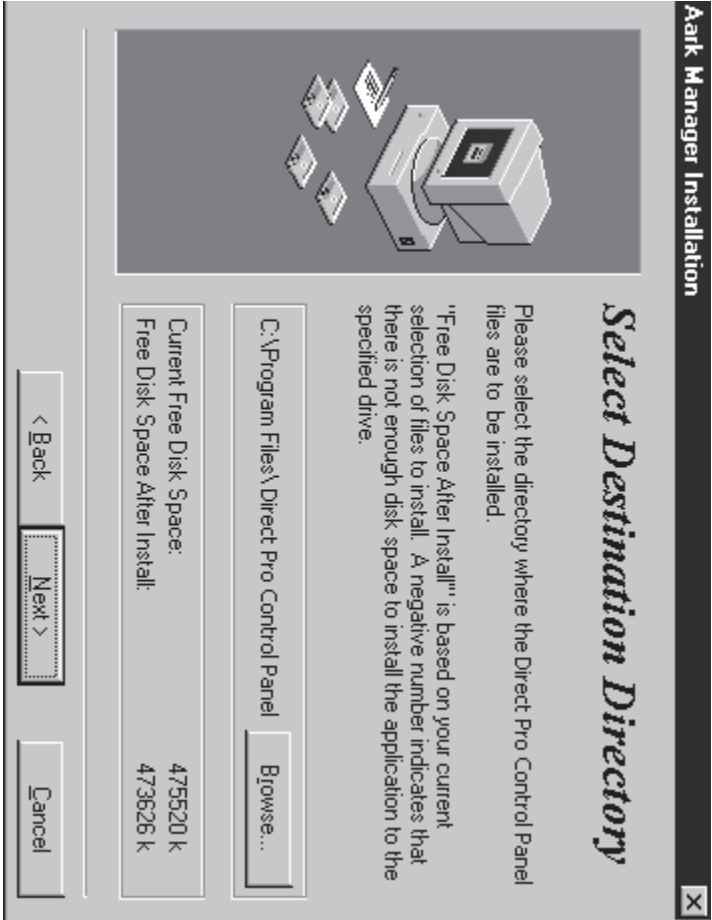 Aark Manager Installation
Select Destination Directory
Please select the directory where the Direct Pro Control Panel
files are to be installed.
"Free Disk Space After Install"' is based on your current
selection of files to install.  A negative number indicates that
there is not enough disk space to install the application to the
specified drive.
C:\Program Files\Direct Pro Control Panel
Browse...
Current Free Disk Space: 475520 k
Free Disk Space After Install: 473626 k
< Back
Next >
Cancel